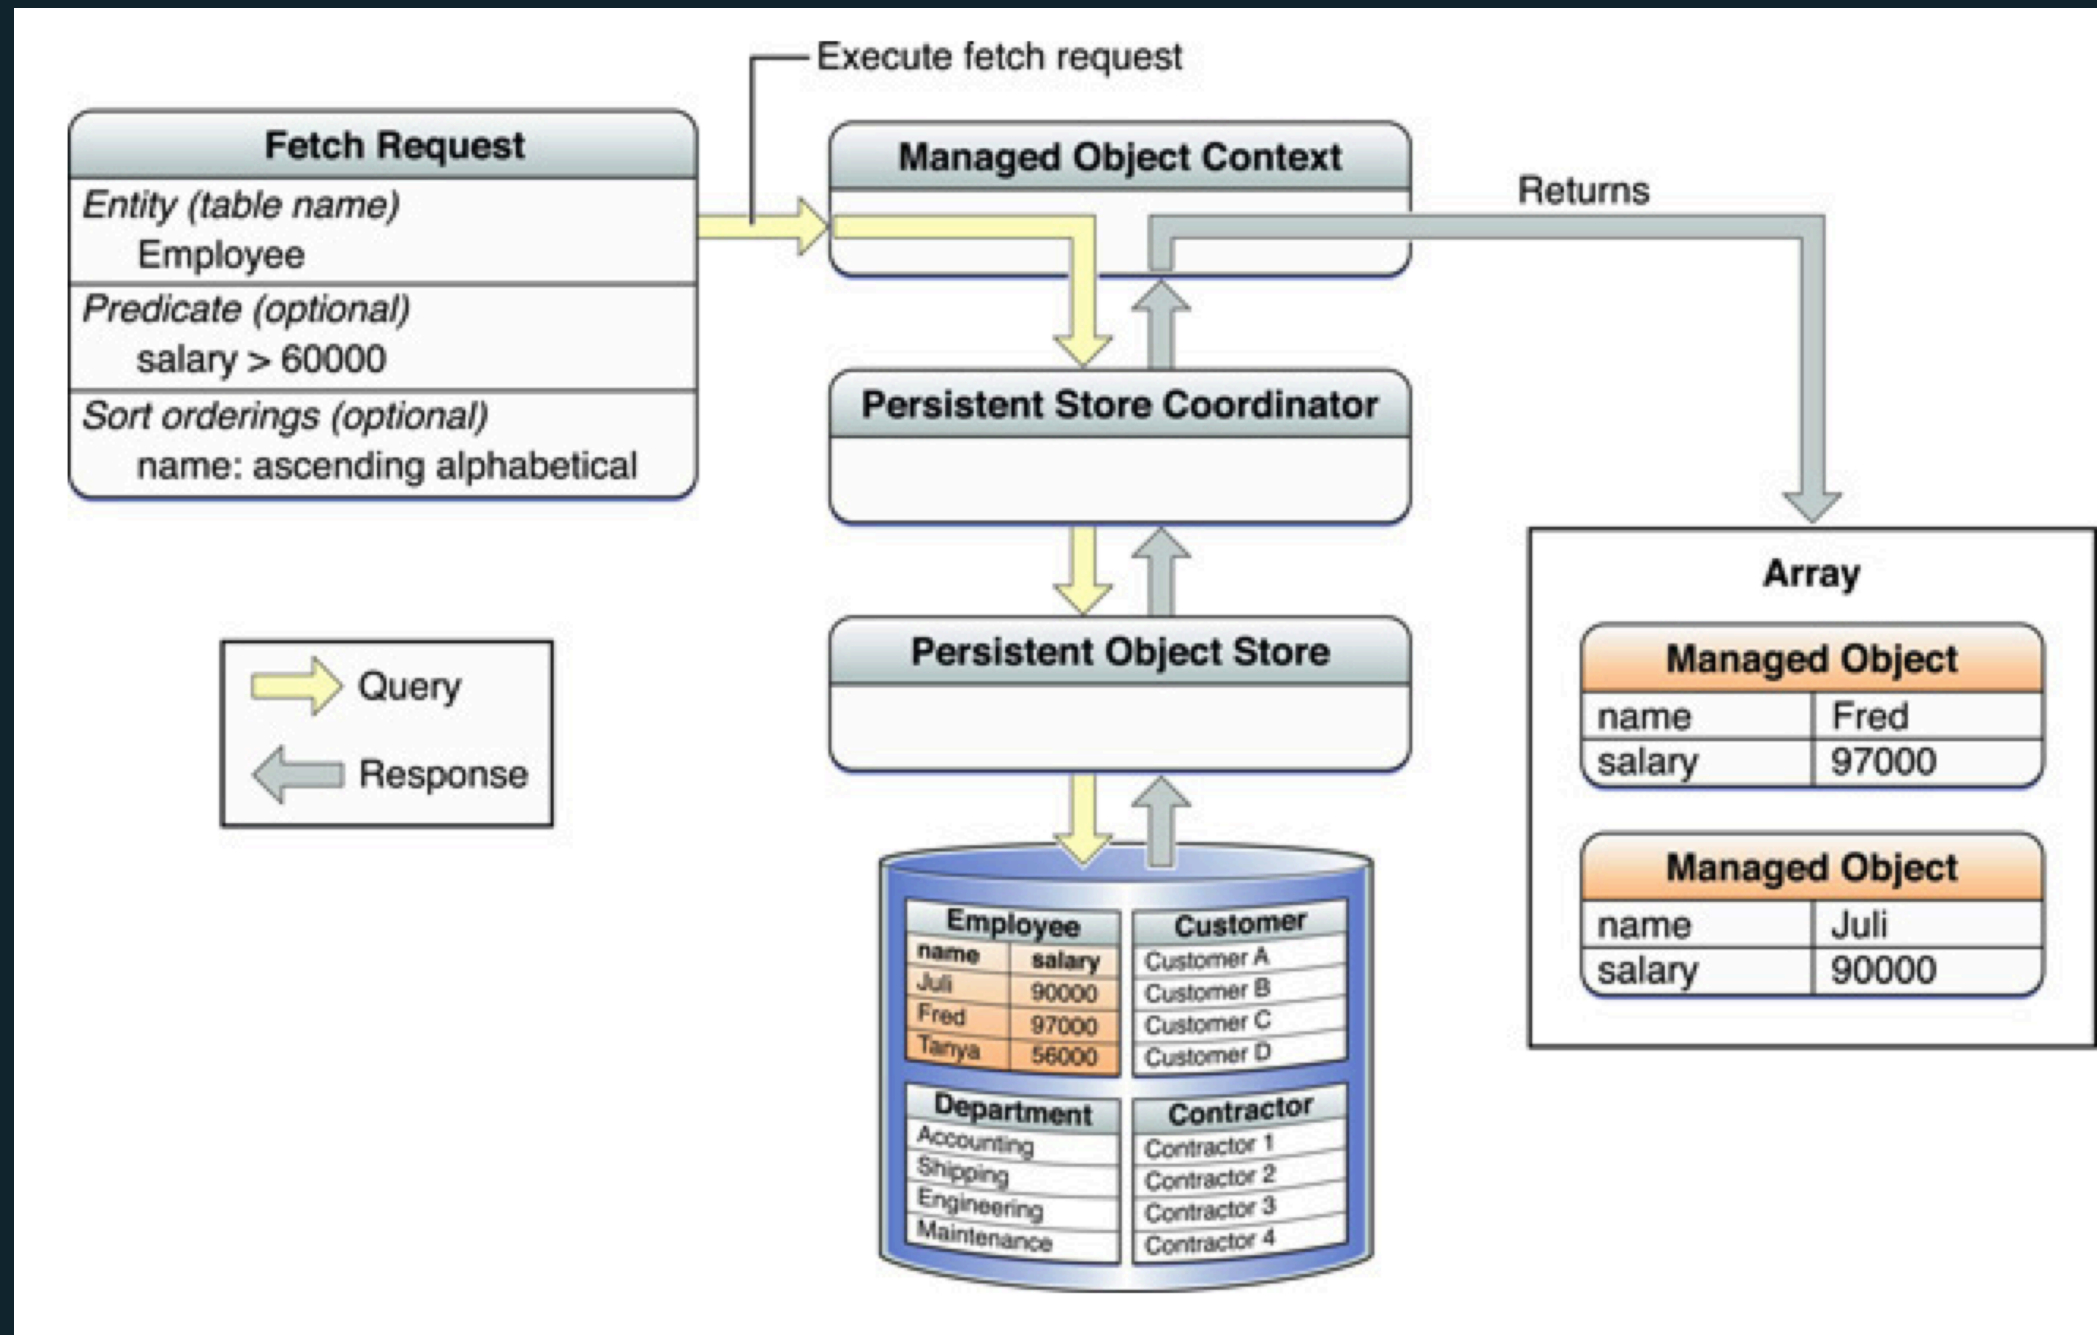 Execute fetch request
Fetch Request
Entity (table name)
Employee
Predicate (optional)
salary > 60000
Sort orderings (optional)
name: ascending alphabetical
Managed Object Context
Returns
Persistent Store Coordinator
Persistent Object Store
Query
Response
Array
Managed Object
name Fred
salary 97000
Managed Object
name Juli
salary 90000
Employee
name salary
Juli 90000
Fred 97000
Tanya 56000
Customer
Customer A
Customer B
Customer C
Customer D
Department
Accounting
Shipping
Engineering
Maintenance
Contractor
Contractor 1
Contractor 2
Contractor 3
Contractor 4